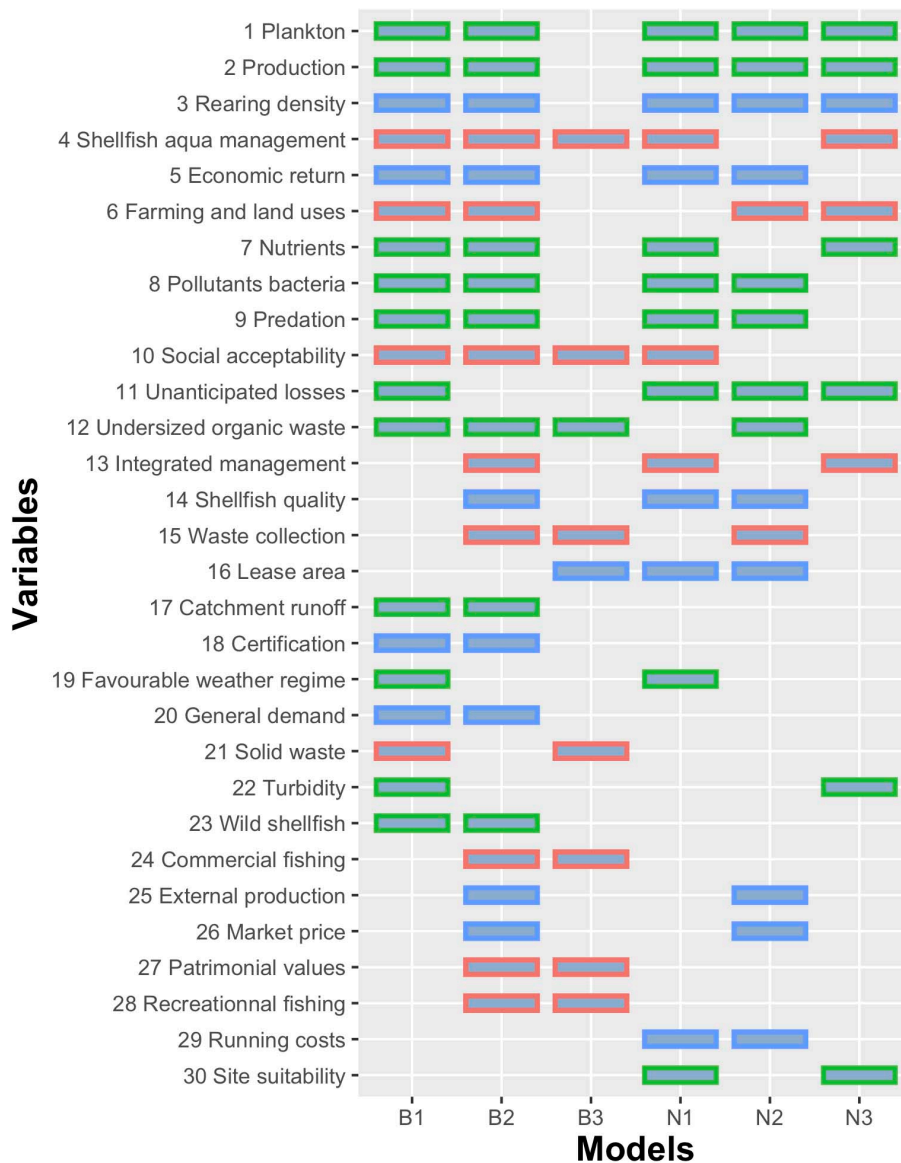 1 Plankton
2 Production
3 Rearing density
4 Shellfish aqua management
5 Economic return
6 Farming and land uses
7 Nutrients
8 Pollutants bacteria
9 Predation
10 Social acceptability
11 Unanticipated losses
12 Undersized organic waste
13 Integrated management
14 Shellfish quality
15 Waste collection
16 Lease area
17 Catchment runoff
18 Certification
19 Favourable weather regime
20 General demand
21 Solid waste
22 Turbidity
23 Wild shellfish
24 Commercial fishing
25 External production
26 Market price
27 Patrimonial values
28 Recreationnal fishing
29 Running costs
30 Site suitability
Variables
B1 B2 B3 N1 N2 N3
Models